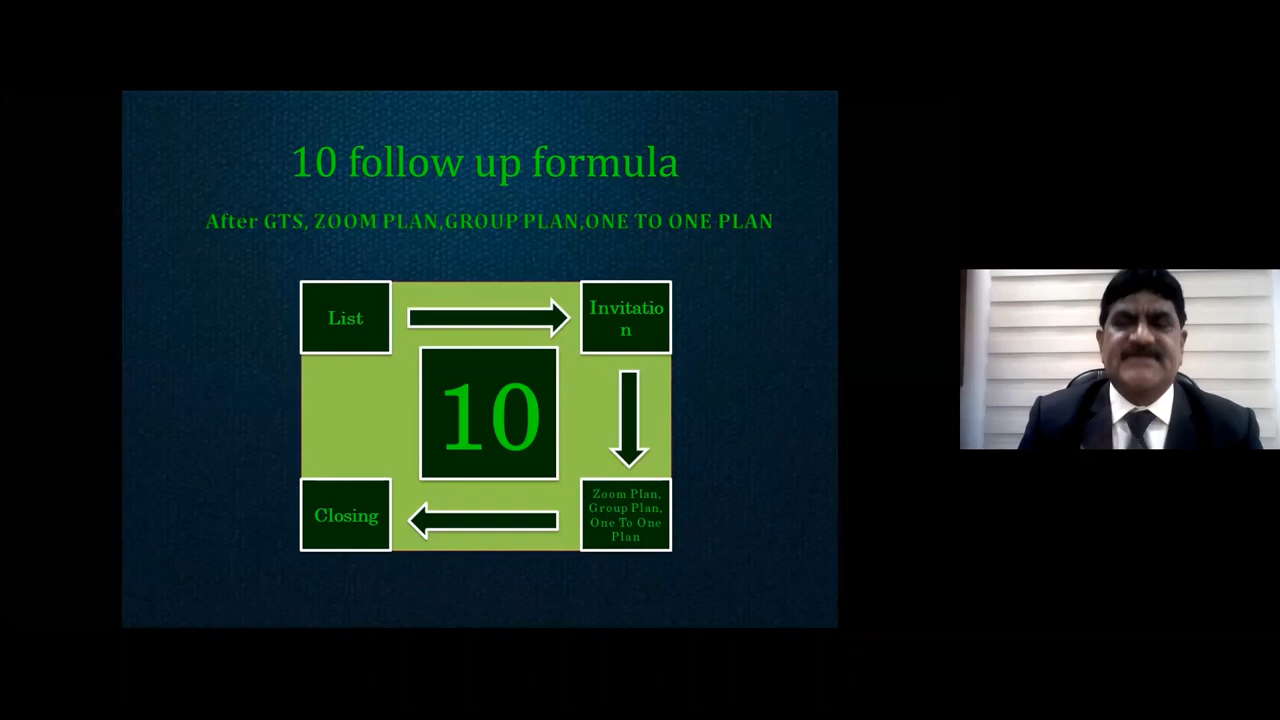 10 follow up formula
After GTS, ZOOM PLAN,GROUP PLAN,ONE TO ONE PLAN
List
Invitatio
n
10
Closing
Zoom Plan,
Group Plan,
One To One
Plan